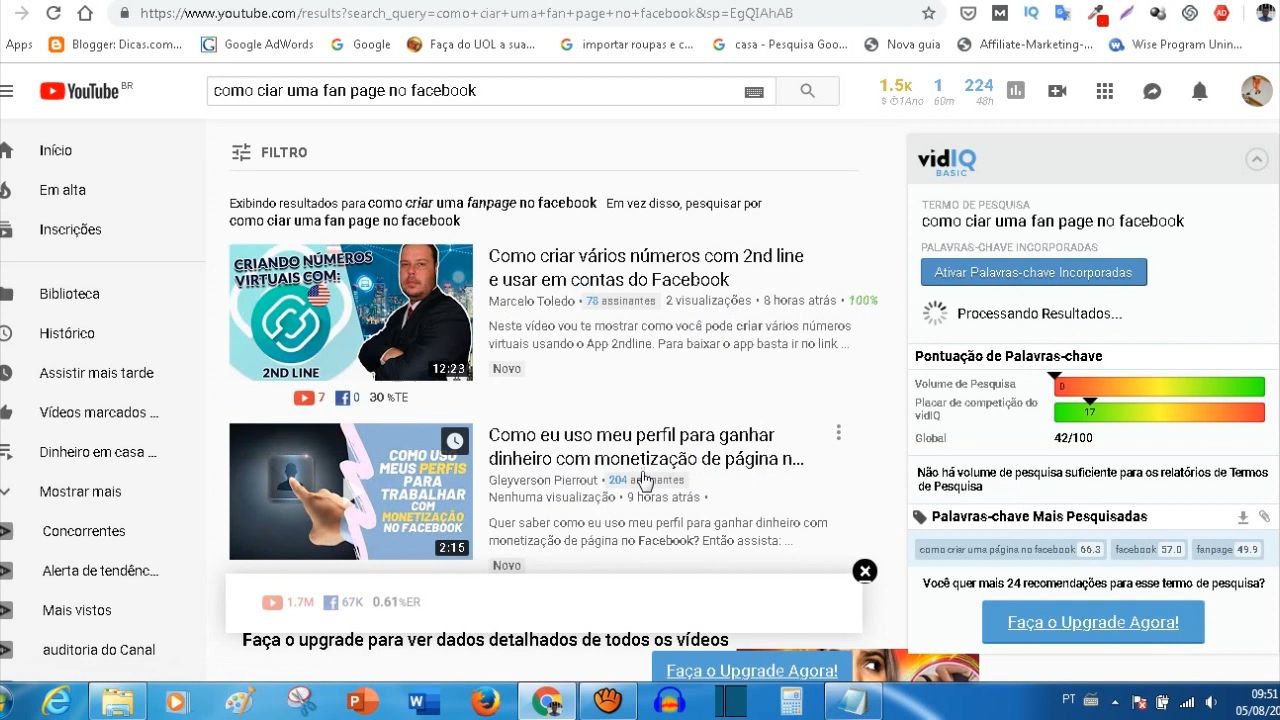 https://www.youtube.com/results?search_query=como+ciar+uma+fan+page+no+facebook&sp=EgQIAhAB
Apps Blogger: Dicas.com... Google AdWords Google Faça do UOL a sua... importar roupas e c... casa - Pesquisa Goo... Nova guia Affiliate-Marketing-... Wise Program Unin...
YouTube BR
como ciar uma fan page no facebook
1.5K 1 224
1Ano 60m 48h
Início
Em alta
Inscrições
Biblioteca
Histórico
Assistir mais tarde
Vídeos marcados ...
Dinheiro em casa ...
Mostrar mais
Concorrentes
Alerta de tendênc...
Mais vistos
auditoria do Canal
FILTRO
Exibindo resultados para como criar uma fanpage no facebook Em vez disso, pesquisar por
como ciar uma fan page no facebook
CRIANDO NÚMEROS
VIRTUAIS COM:
2ND LINE
12:23
Como criar vários números com 2nd line
e usar em contas do Facebook
Marcelo Toledo • 78 assinantes • 2 visualizações • 8 horas atrás • 100%
Neste vídeo vou te mostrar como você pode criar vários números
virtuais usando o App 2ndline. Para baixar o app basta ir no link ...
Novo
7 0 30 %TE
COMO USO
MEUS PERFIS
PARA
TRABALHAR
COM
MONETIZAÇÃO
NO FACEBOOK
2:15
Como eu uso meu perfil para ganhar
dinheiro com monetização de página n...
Gleyverson Pierrout • 204 assinantes
Nenhuma visualização • 9 horas atrás •
Quer saber como eu uso meu perfil para ganhar dinheiro com
monetização de página no Facebook? Então assista: ...
Novo
1.7M 67K 0.61%ER
Faça o upgrade para ver dados detalhados de todos os vídeos
Faça o Upgrade Agora!
vidIQ
BASIC
TERMO DE PESQUISA
como ciar uma fan page no facebook
PALAVRAS-CHAVE INCORPORADAS
Ativar Palavras-chave Incorporadas
Processando Resultados...
Pontuação de Palavras-chave
Volume de Pesquisa 0
Placar de competição do
vidIQ 17
Global 42/100
Não há volume de pesquisa suficiente para os relatórios de Termos
de Pesquisa
Palavras-chave Mais Pesquisadas
como criar uma página no facebook 66.3 facebook 57.0 fanpage 49.9
Você quer mais 24 recomendações para esse termo de pesquisa?
Faça o Upgrade Agora!
PT
09:51
05/08/20